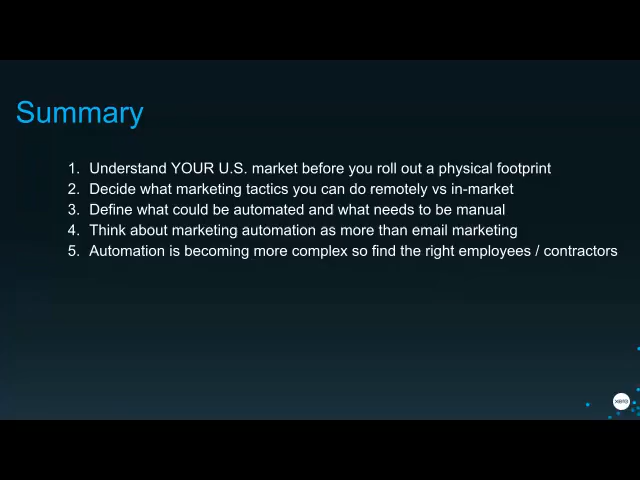 Summary
1. Understand YOUR U.S. market before you roll out a physical footprint
2. Decide what marketing tactics you can do remotely vs in-market
3. Define what could be automated and what needs to be manual
4. Think about marketing automation as more than email marketing
5. Automation is becoming more complex so find the right employees / contractors
xero